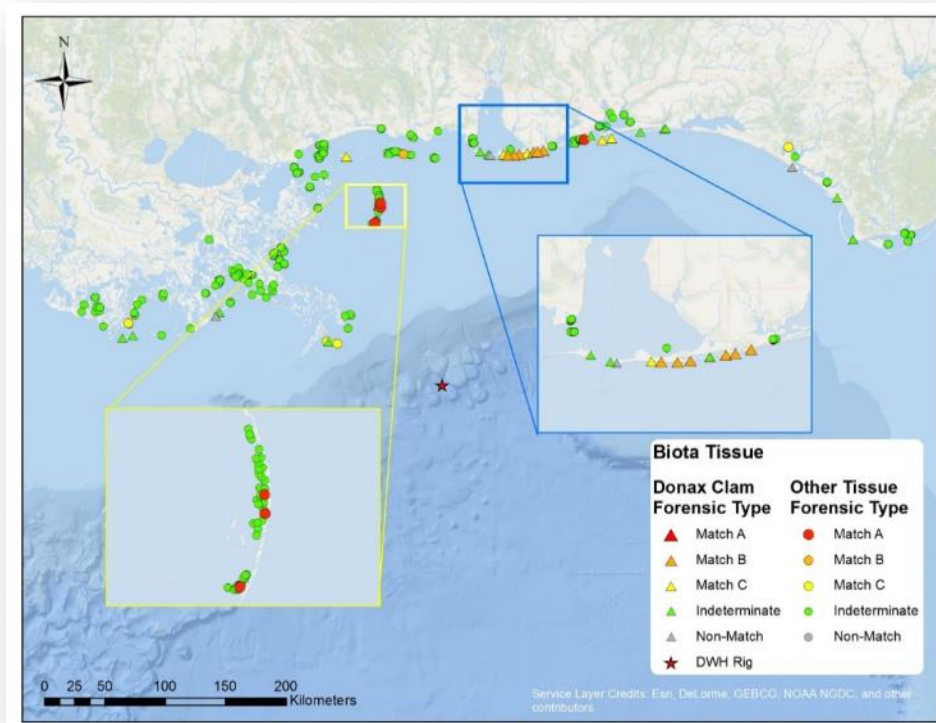 N
Biota Tissue
Donax Clam Other Tissue
Forensic Type Forensic Type
Match A Match A
Match B Match B
Match C Match C
Indeterminate Indeterminate
Non-Match Non-Match
DWH Rig
0 25 50 100 150 200
Kilometers
Service Layer Credits: Esri, DeLorme, GEBCO, NOAA NGDC, and other
contributors